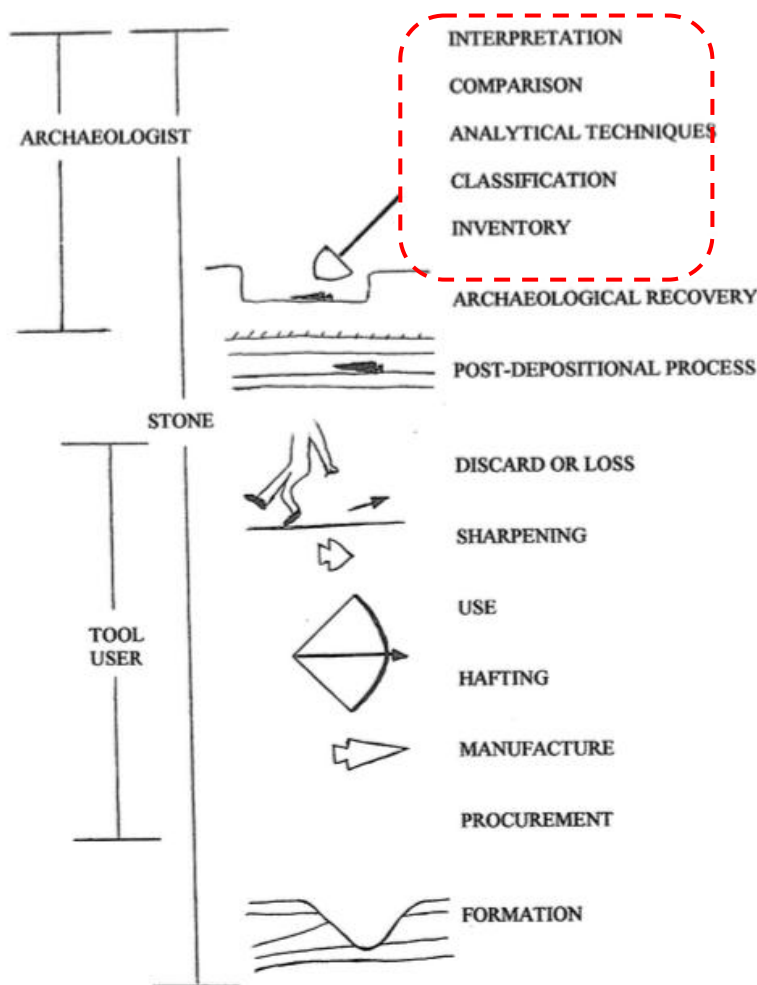 INTERPRETATION
COMPARISON
ARCHAEOLOGIST
ANALYTICAL TECHNIQUES
CLASSIFICATION
INVENTORY
ARCHAEOLOGICAL RECOVERY
POST-DEPOSITIONAL PROCESS
STONE
DISCARD OR LOSS
SHARPENING
USE
TOOL
USER
HAFTING
MANUFACTURE
PROCUREMENT
FORMATION